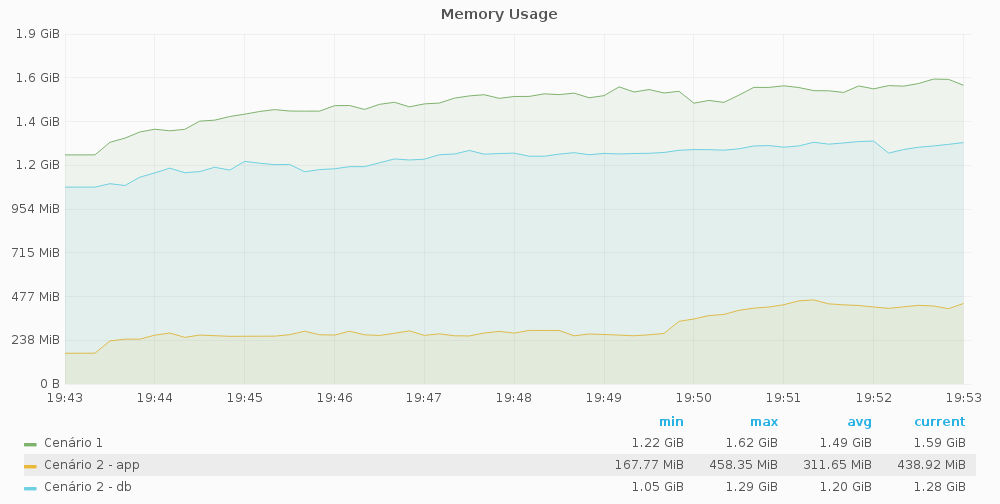 Memory Usage
1.9 GiB
1.6 GiB
1.4 GiB
1.2 GiB
954 MiB
715 MiB
477 MiB
238 MiB
0 B
19:43 19:44 19:45 19:46 19:47 19:48 19:49 19:50 19:51 19:52 19:53
min max avg current
Cenário 1 1.22 GiB 1.62 GiB 1.49 GiB 1.59 GiB
Cenário 2 - app 167.77 MiB 458.35 MiB 311.65 MiB 438.92 MiB
Cenário 2 - db 1.05 GiB 1.29 GiB 1.20 GiB 1.28 GiB